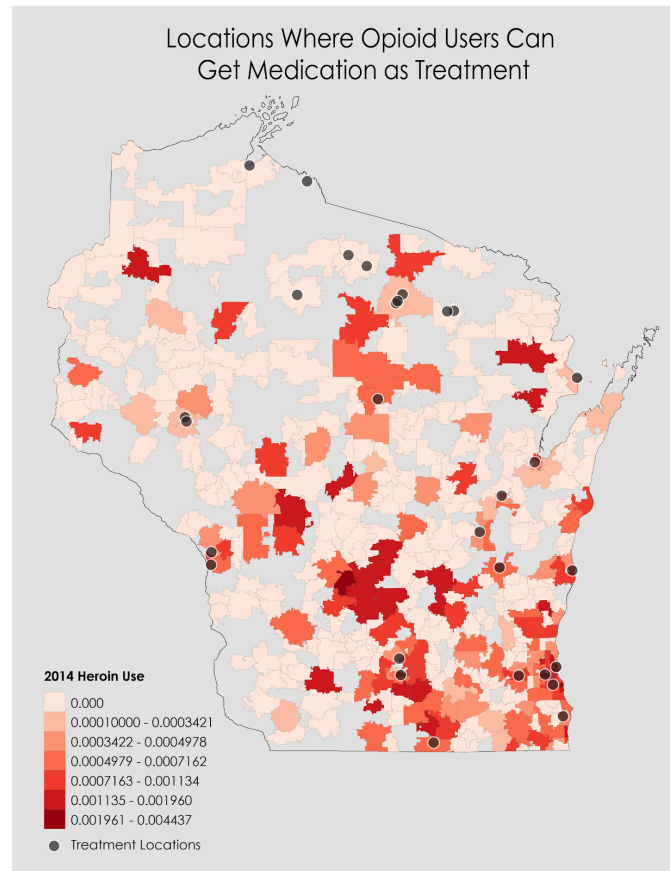 Locations Where Opioid Users Can
Get Medication as Treatment
2014 Heroin Use
0.000
0.00010000 - 0.0003421
0.0003422 - 0.0004978
0.0004979 - 0.0007162
0.0007163 - 0.001134
0.001135 - 0.001960
0.001961 - 0.004437
Treatment Locations